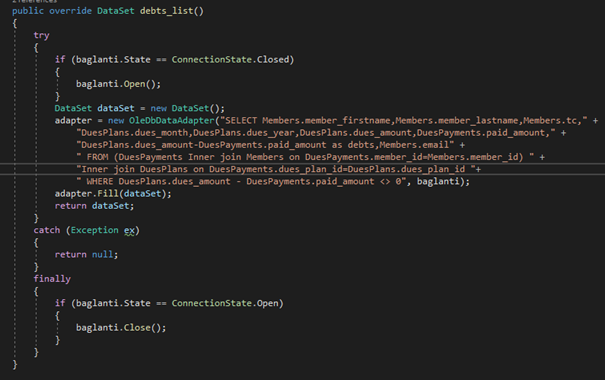 2 references
public override DataSet debts_list()
{
try
{
if (baglanti.State == ConnectionState.Closed)
{
baglanti.Open();
}
DataSet dataSet = new DataSet();
adapter = new OleDbDataAdapter("SELECT Members.member_firstname,Members.member_lastname,Members.tc," +
"DuesPlans.dues_month,DuesPlans.dues_year,DuesPlans.dues_amount,DuesPayments.paid_amount," +
"DuesPlans.dues_amount-DuesPayments.paid_amount as debts,Members.email" +
" FROM (DuesPayments Inner join Members on DuesPayments.member_id=Members.member_id) " +
"Inner join DuesPlans on DuesPayments.dues_plan_id=DuesPlans.dues_plan_id "+
" WHERE DuesPlans.dues_amount - DuesPayments.paid_amount <> 0", baglanti);
adapter.Fill(dataSet);
return dataSet;
}
catch (Exception ex)
{
return null;
}
finally
{
if (baglanti.State == ConnectionState.Open)
{
baglanti.Close();
}
}
}